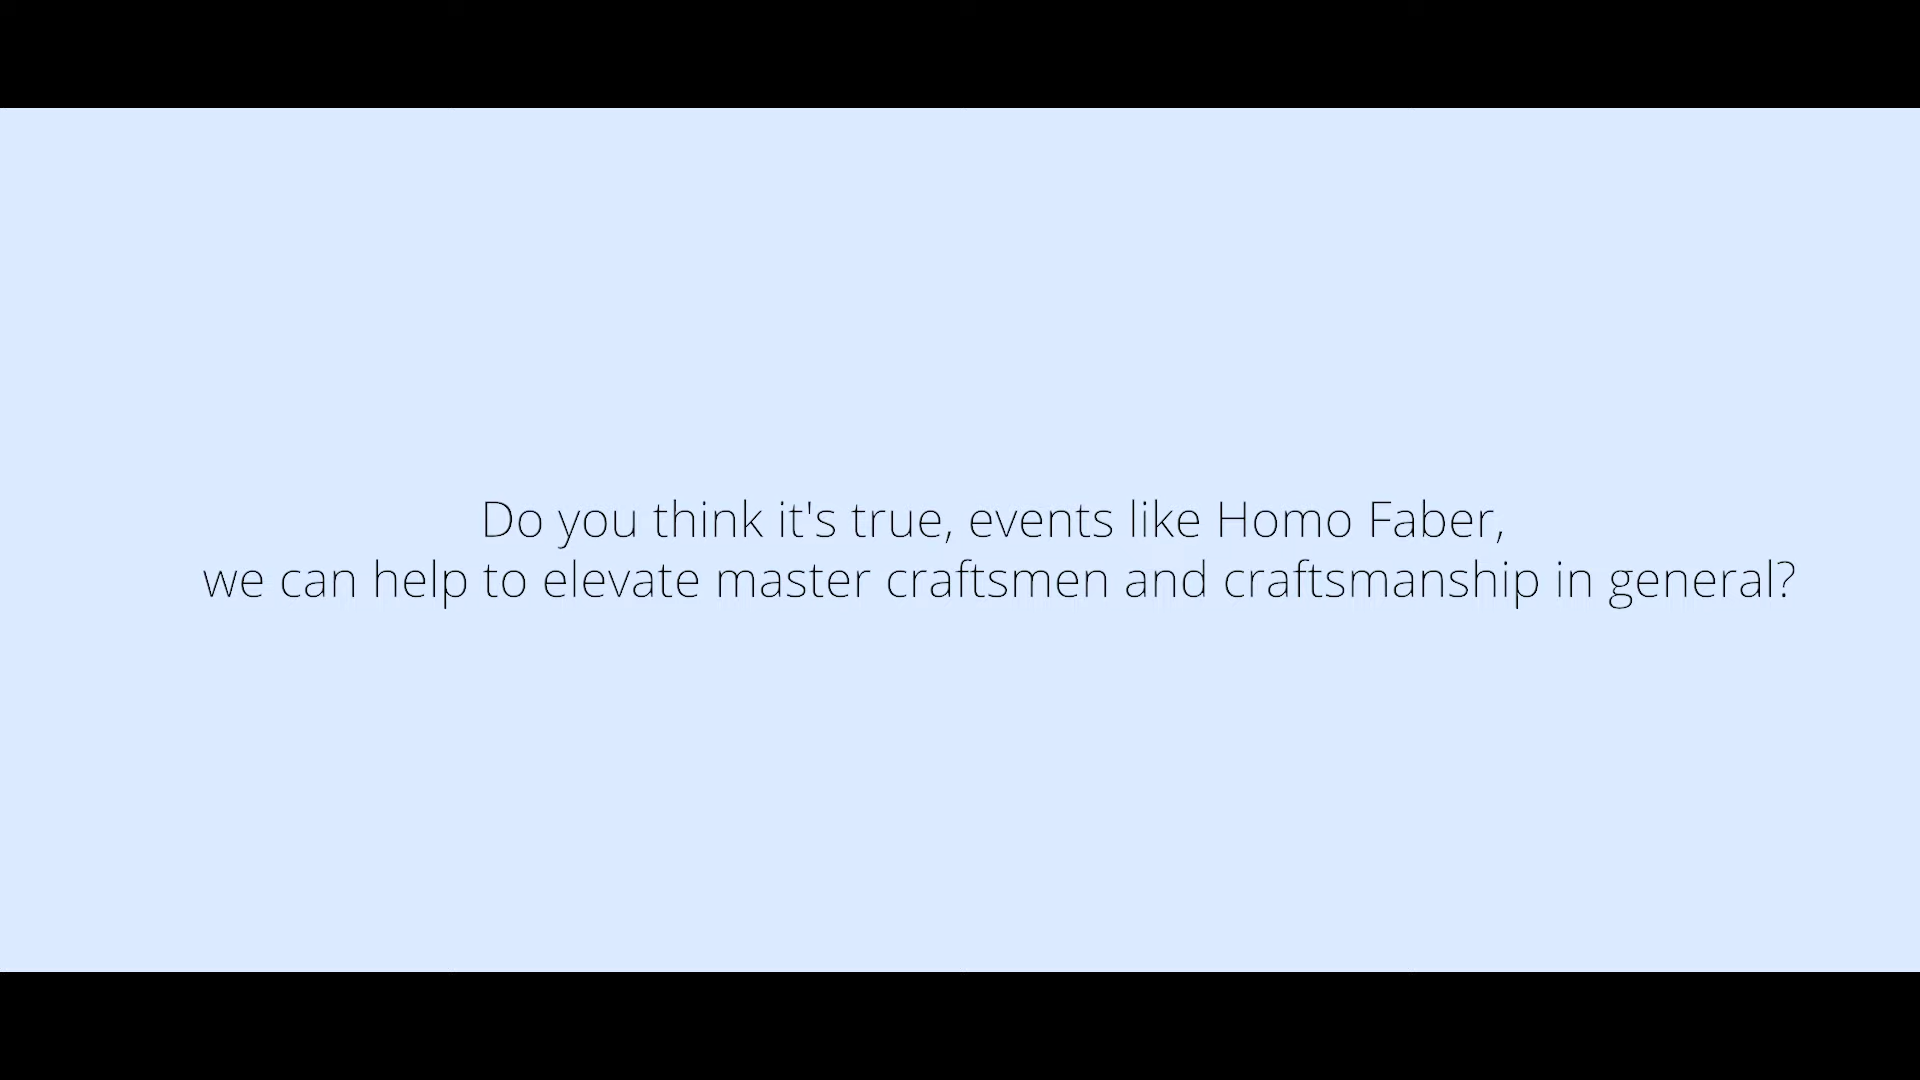 Do you think it's true, events like Homo Faber,
we can help to elevate master craftsmen and craftsmanship in general?